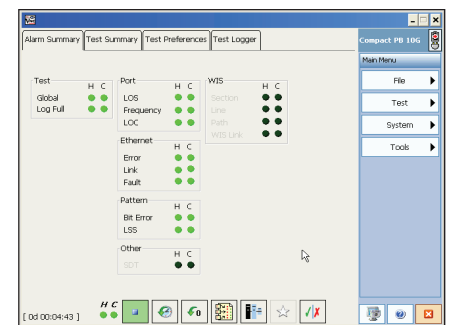 Alarm Summary Test Summary Test Preferences Test Logger
Compact PB 10G
Main Menu
File
Test
System
Tools
Test H C
Global
Log Full
Port H C
LOS
Frequency
LOC
Ethernet H C
Error
Link
Fault
Pattern
Bit Error
LSS
Other H C
SDT
WIS H C
Section
Line
Path
WIS Link
[ 0d 00:04:43 ]
H C
0